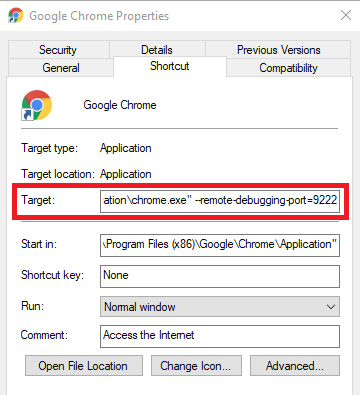 Google Chrome Properties
Security Details Previous Versions
General Shortcut Compatibility
Google Chrome
Target type: Application
Target location: Application
Target: ation\chrome.exe" --remote-debugging-port=9222
Start in: \Program Files (x86)\Google\Chrome\Application"
Shortcut key: None
Run: Normal window
Comment: Access the Internet
Open File Location Change Icon... Advanced...